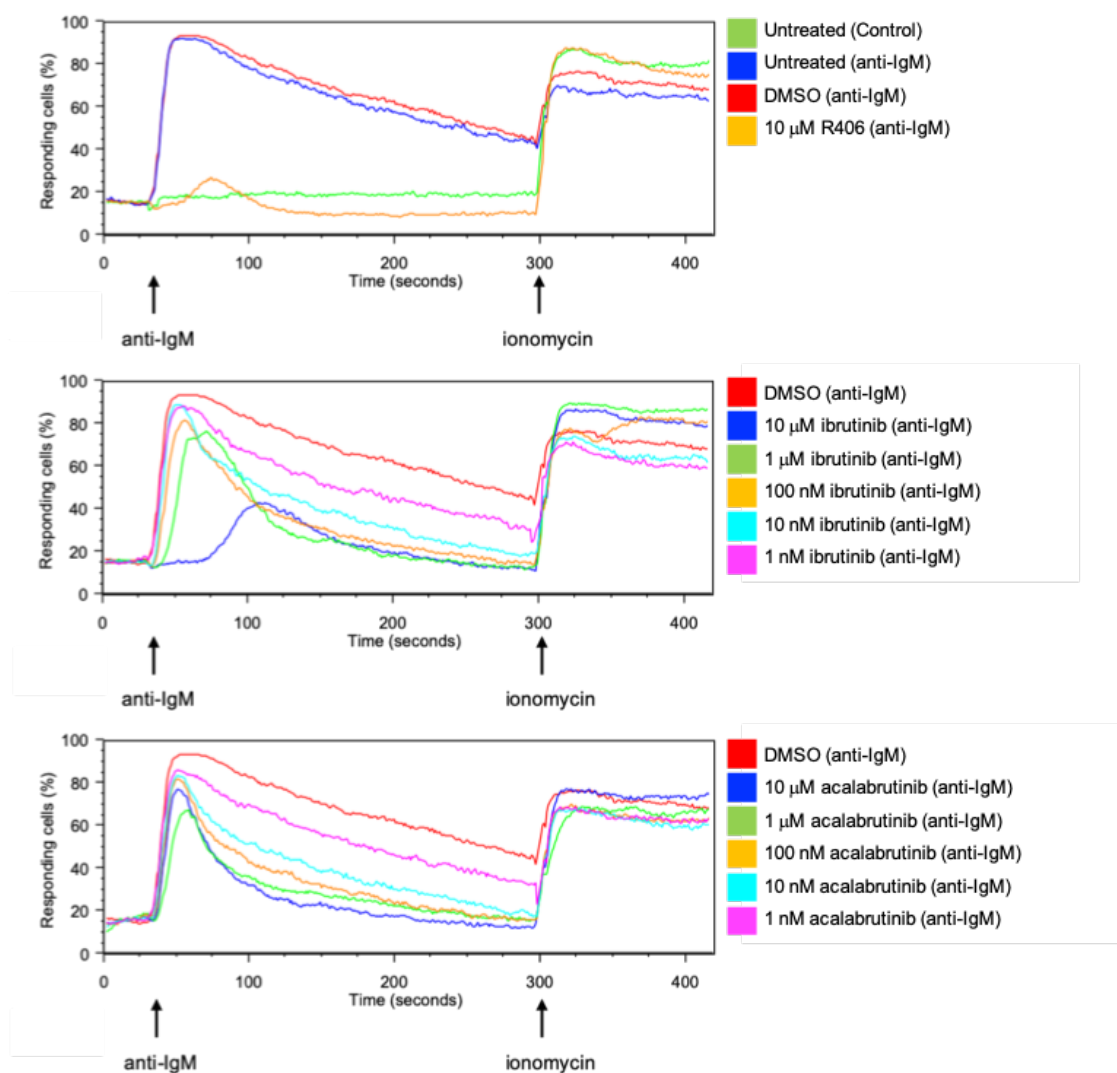 Responding cells (%)
100
80
60
40
20
0
0
100
200
300
400
Time (seconds)
anti-IgM
ionomycin
Untreated (Control)
Untreated (anti-IgM)
DMSO (anti-IgM)
10 μM R406 (anti-IgM)
Responding cells (%)
100
80
60
40
20
0
0
100
200
300
400
Time (seconds)
anti-IgM
ionomycin
DMSO (anti-IgM)
10 μM ibrutinib (anti-IgM)
1 μM ibrutinib (anti-IgM)
100 nM ibrutinib (anti-IgM)
10 nM ibrutinib (anti-IgM)
1 nM ibrutinib (anti-IgM)
Responding cells (%)
100
80
60
40
20
0
0
100
200
300
400
Time (seconds)
anti-IgM
ionomycin
DMSO (anti-IgM)
10 μM acalabrutinib (anti-IgM)
1 μM acalabrutinib (anti-IgM)
100 nM acalabrutinib (anti-IgM)
10 nM acalabrutinib (anti-IgM)
1 nM acalabrutinib (anti-IgM)